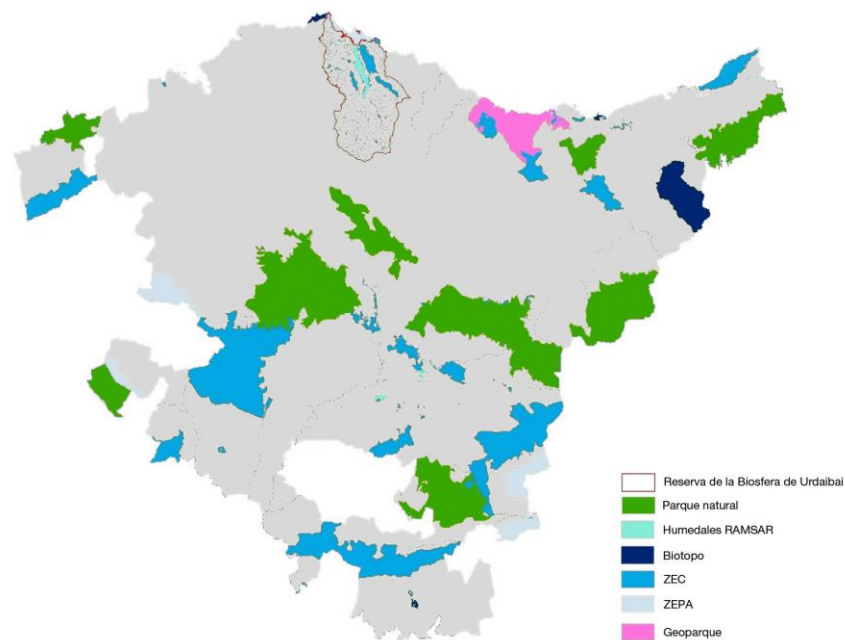 Reserva de la Biosfera de Urdaibai
Parque natural
Humedales RAMSAR
Biotopo
ZEC
ZEPA
Geoparque